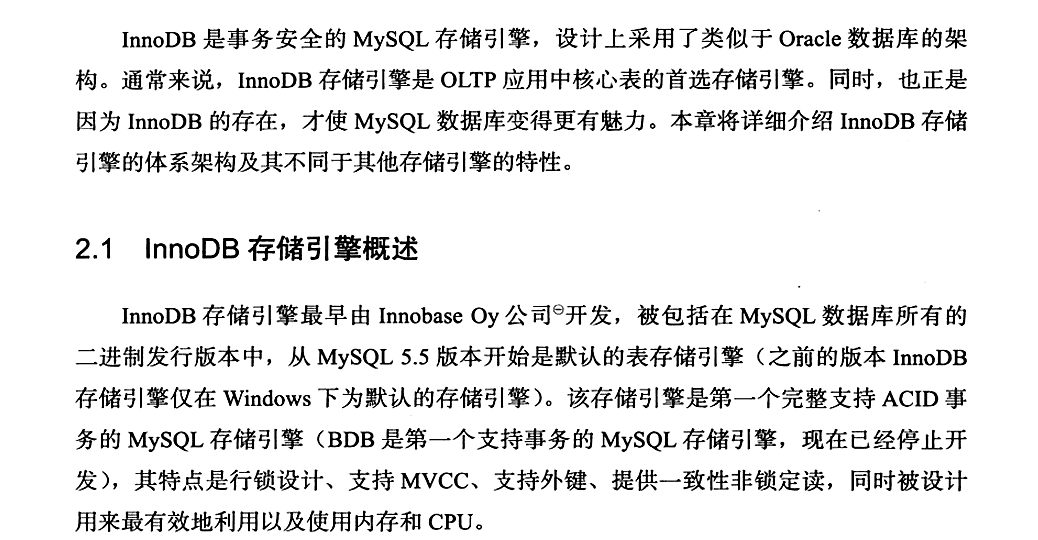 InnoDB 是事务安全的 MySQL 存储引擎，设计上采用了类似于 Oracle 数据库的架
构。通常来说，InnoDB 存储引擎是 OLTP 应用中核心表的首选存储引擎。同时，也正是
因为 InnoDB 的存在，才使 MySQL 数据库变得更有魅力。本章将详细介绍 InnoDB 存储
引擎的体系架构及其不同于其他存储引擎的特性。
2.1 InnoDB 存储引擎概述
InnoDB 存储引擎最早由 Innobase Oy 公司⊖开发，被包括在 MySQL 数据库所有的
二进制发行版本中，从 MySQL 5.5 版本开始是默认的表存储引擎（之前的版本 InnoDB
存储引擎仅在 Windows 下为默认的存储引擎）。该存储引擎是第一个完整支持 ACID 事
务的 MySQL 存储引擎（BDB 是第一个支持事务的 MySQL 存储引擎，现在已经停止开
发），其特点是行锁设计、支持 MVCC、支持外键、提供一致性非锁定读，同时被设计
用来最有效地利用以及使用内存和 CPU。